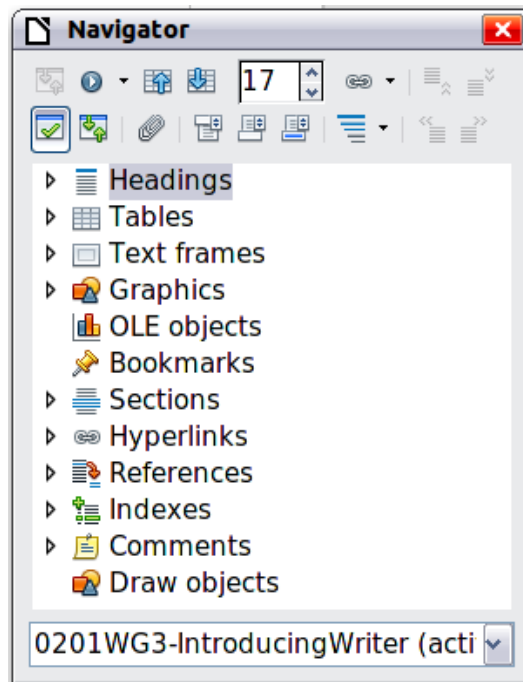 Navigator
17
Headings
Tables
Text frames
Graphics
OLE objects
Bookmarks
Sections
Hyperlinks
References
Indexes
Comments
Draw objects
0201WG3-IntroducingWriter (acti